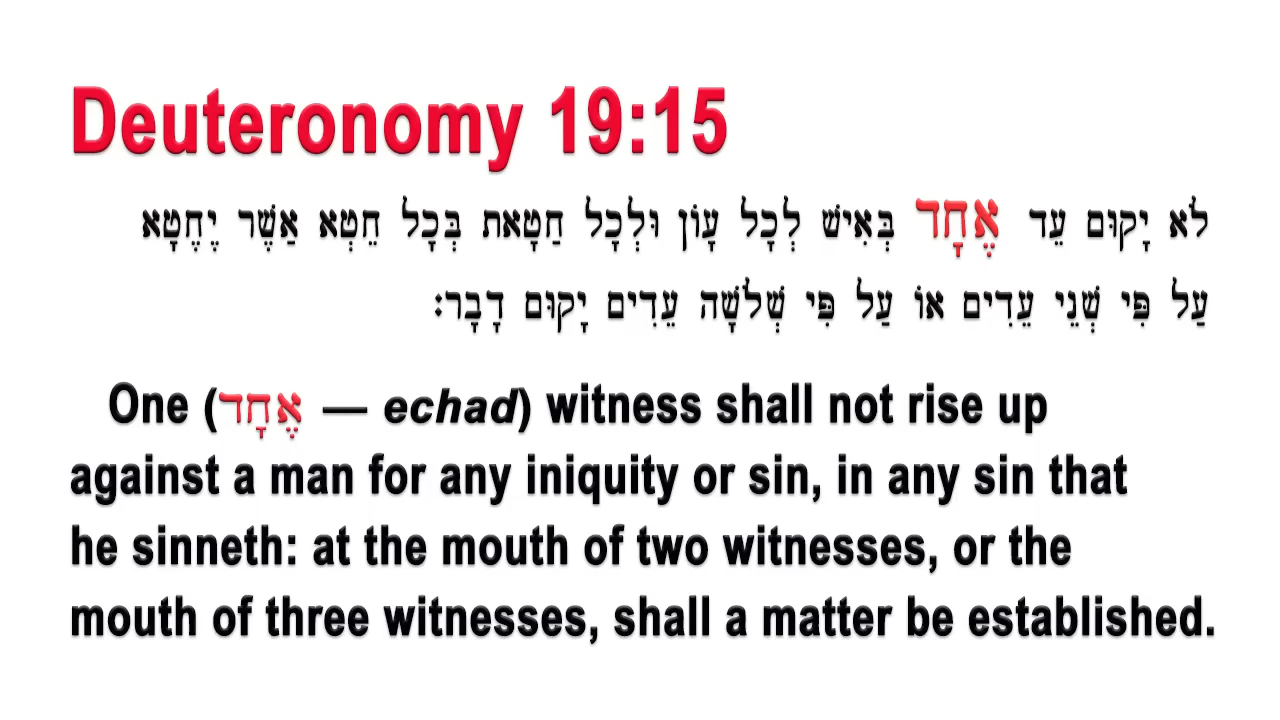 Deuteronomy 19:15
לֹא יָקוּם עֵד אֶחָד בְּאִישׁ לְכָל עָוֹן וּלְכָל חַטָּאת בְּכָל חֵטְא אֲשֶׁר יֶחֱטָא
עַל פִּי שְׁנֵי עֵדִים אוֹ עַל פִּי שְׁלֹשָׁה עֵדִים יָקוּם דָּבָר׃
One (אֶחָד — echad) witness shall not rise up
against a man for any iniquity or sin, in any sin that
he sinneth: at the mouth of two witnesses, or the
mouth of three witnesses, shall a matter be established.